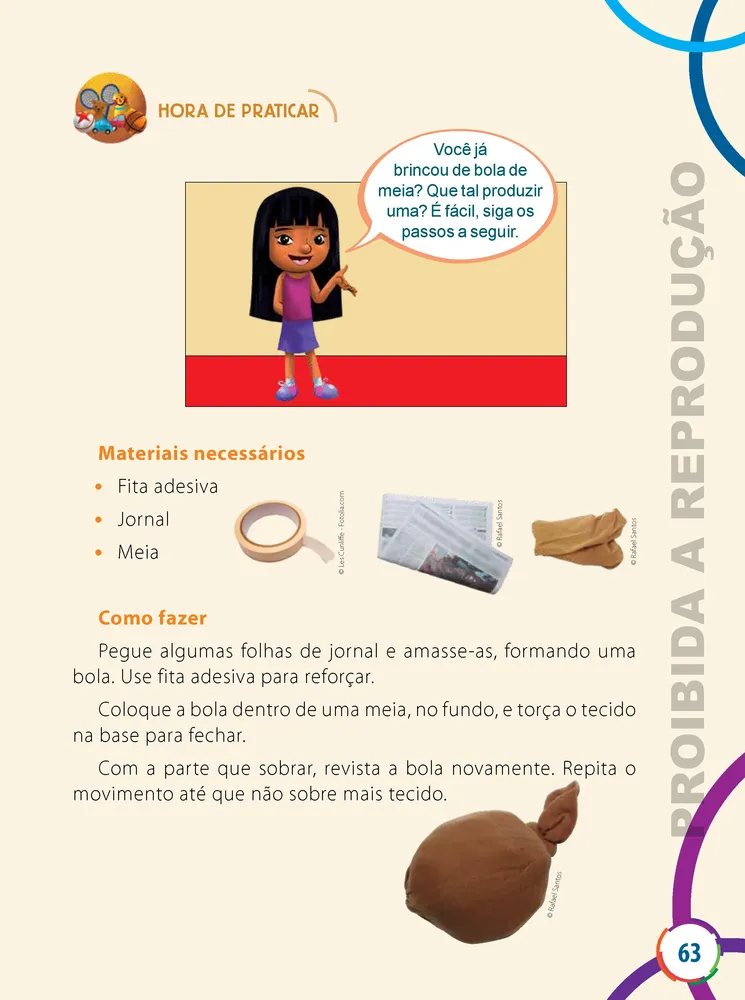 HORA DE PRATICAR
Você já
brincou de bola de
meia? Que tal produzir
uma? É fácil, siga os
passos a seguir.
Materiais necessários
• Fita adesiva
• Jornal
• Meia
© Les Cunliffe - Fotolia.com
© Rafael Santos
© Rafael Santos
Como fazer
Pegue algumas folhas de jornal e amasse-as, formando uma
bola. Use fita adesiva para reforçar.
Coloque a bola dentro de uma meia, no fundo, e torça o tecido
na base para fechar.
Com a parte que sobrar, revista a bola novamente. Repita o
movimento até que não sobre mais tecido.
© Rafael Santos
PROIBIDA A REPRODUÇÃO
63